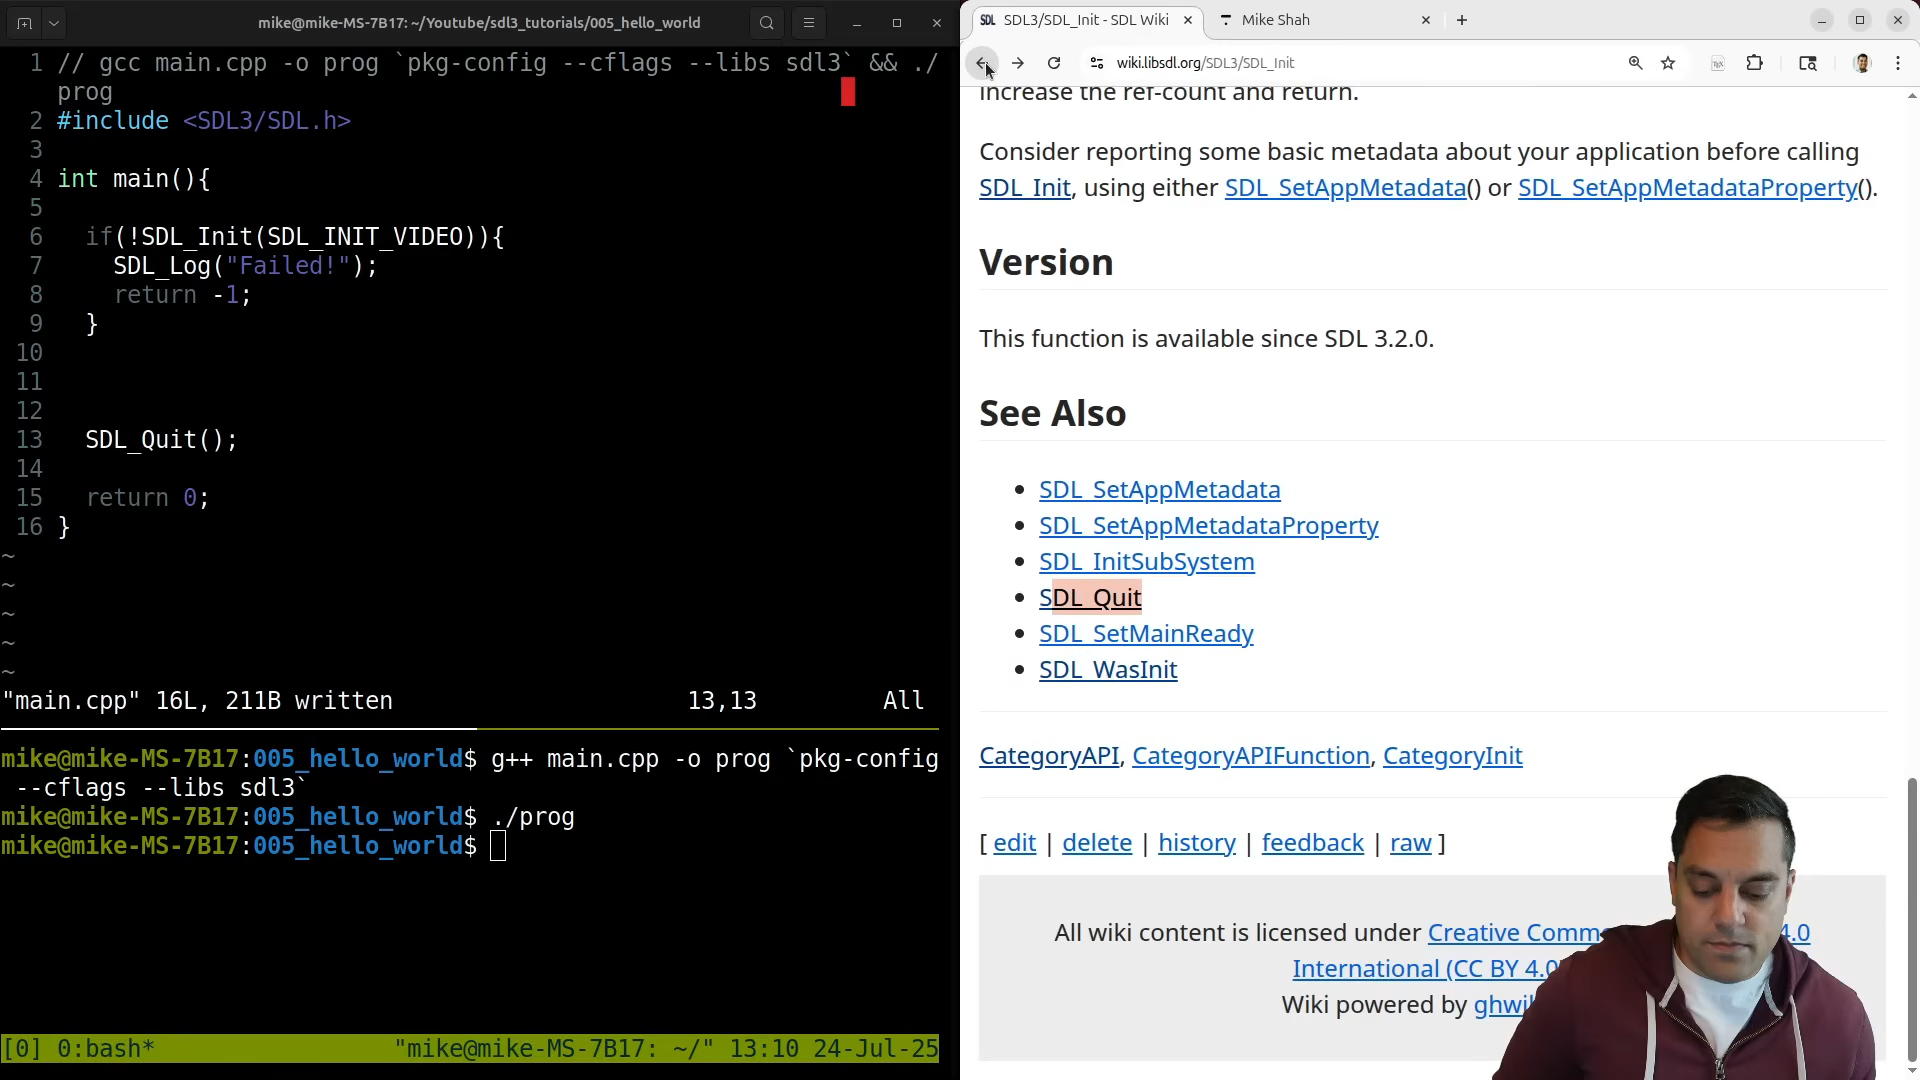 mike@mike-MS-7B17: ~/Youtube/sdl3_tutorials/005_hello_world
1 // gcc main.cpp -o prog `pkg-config --cflags --libs sdl3` && ./
prog
2 #include <SDL3/SDL.h>
3
4 int main(){
5
6 if(!SDL_Init(SDL_INIT_VIDEO)){
7 SDL_Log("Failed!");
8 return -1;
9 }
10
11
12
13 SDL_Quit();
14
15 return 0;
16 }
~
~
~
~
~
"main.cpp" 16L, 211B written 13,13 All
mike@mike-MS-7B17:005_hello_world$ g++ main.cpp -o prog `pkg-config
--cflags --libs sdl3`
mike@mike-MS-7B17:005_hello_world$ ./prog
mike@mike-MS-7B17:005_hello_world$
[0] 0:bash* "mike@mike-MS-7B17: ~/" 13:10 24-Jul-25
SDL SDL3/SDL_Init - SDL Wiki
Mike Shah
wiki.libsdl.org/SDL3/SDL_Init
increase the ref-count and return.
Consider reporting some basic metadata about your application before calling
SDL_Init, using either SDL_SetAppMetadata() or SDL_SetAppMetadataProperty().
Version
This function is available since SDL 3.2.0.
See Also
• SDL_SetAppMetadata
• SDL_SetAppMetadataProperty
• SDL_InitSubSystem
• SDL_Quit
• SDL_SetMainReady
• SDL_WasInit
CategoryAPI, CategoryAPIFunction, CategoryInit
[ edit | delete | history | feedback | raw ]
All wiki content is licensed under Creative 4.0
International (CC BY 4.0
Wiki powered by